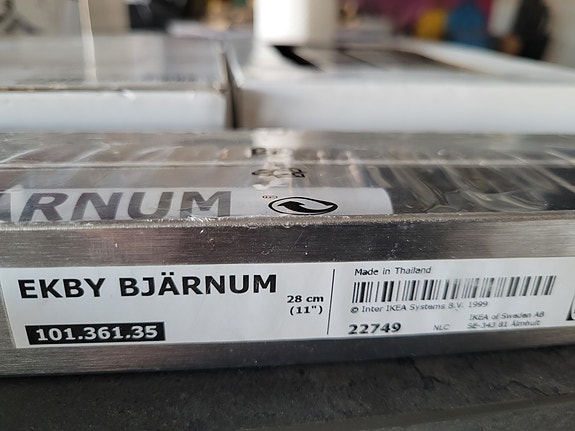 RNUM
EKBY BJÄRNUM
28 cm
(11")
101.361.35
Made in Thailand
© Inter IKEA Systems B.V. 1999
22749 NLC IKEA of Sweden AB
SE-343 81 Älmhult